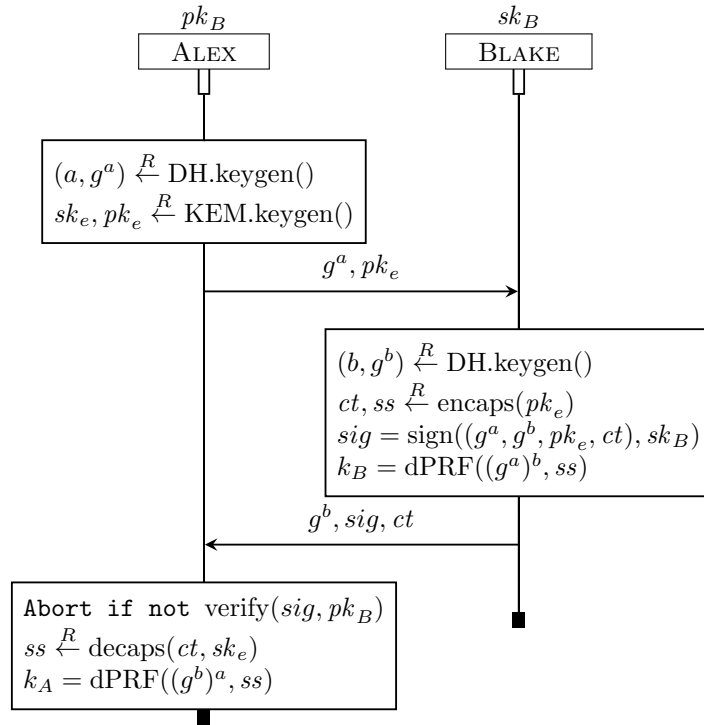 pk_B
sk_B
ALEX
BLAKE
(a, g^a) ←^R DH.keygen()
sk_e, pk_e ←^R KEM.keygen()
g^a, pk_e
(b, g^b) ←^R DH.keygen()
ct, ss ←^R encaps(pk_e)
sig = sign((g^a, g^b, pk_e, ct), sk_B)
k_B = dPRF((g^a)^b, ss)
g^b, sig, ct
Abort if not verify(sig, pk_B)
ss ←^R decaps(ct, sk_e)
k_A = dPRF((g^b)^a, ss)